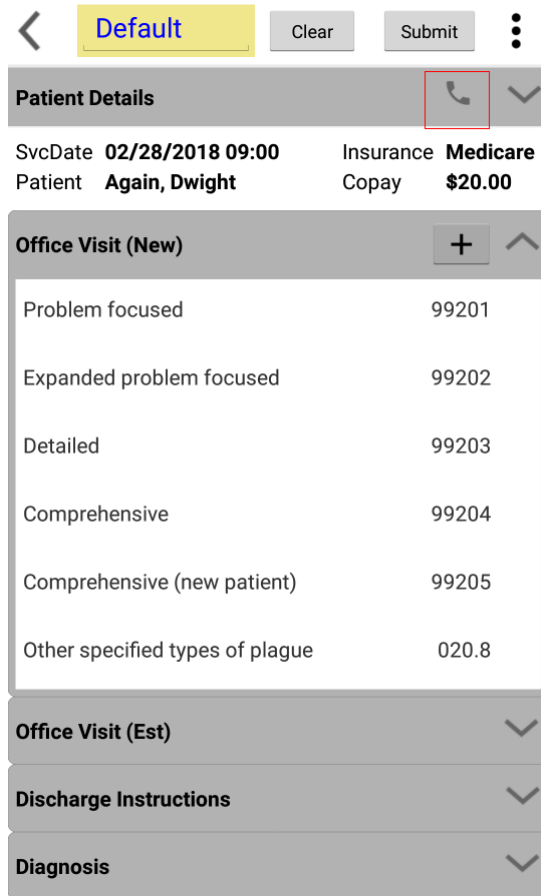 Default Clear Submit
Patient Details
SvcDate 02/28/2018 09:00 Insurance Medicare
Patient Again, Dwight Copay $20.00
Office Visit (New) +
Problem focused 99201
Expanded problem focused 99202
Detailed 99203
Comprehensive 99204
Comprehensive (new patient) 99205
Other specified types of plague 020.8
Office Visit (Est)
Discharge Instructions
Diagnosis